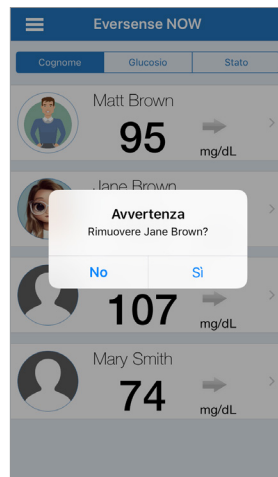 Eversense NOW
Cognome Glucosio Stato
Matt Brown
95
mg/dL
Jane Brown
Avvertenza
Rimuovere Jane Brown?
No Sì
107
mg/dL
Mary Smith
74
mg/dL